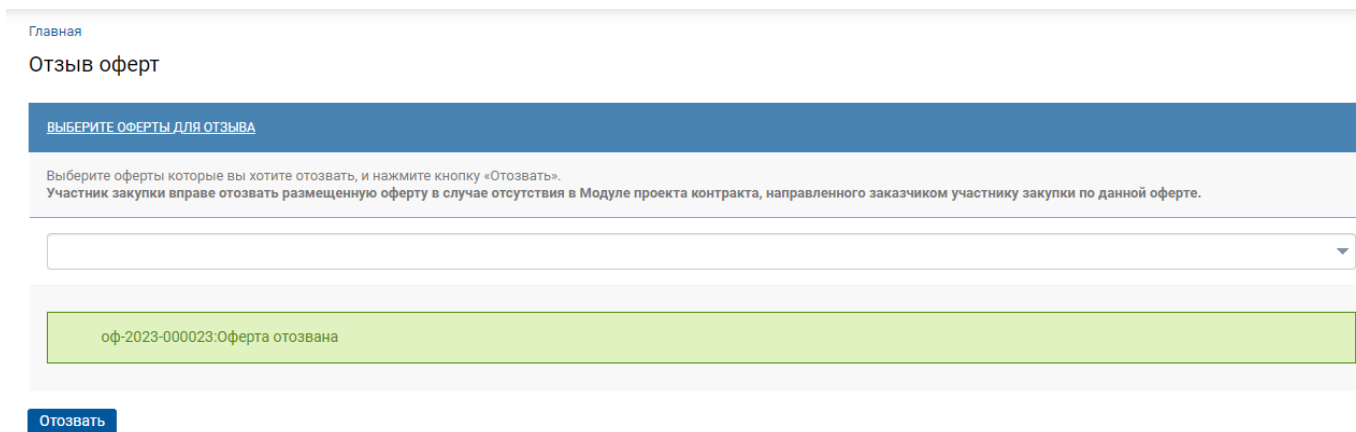 Главная
Отзыв оферт
ВЫБЕРИТЕ ОФЕРТЫ ДЛЯ ОТЗЫВА
Выберите оферты которые вы хотите отозвать, и нажмите кнопку «Отозвать».
Участник закупки вправе отозвать размещенную оферту в случае отсутствия в Модуле проекта контракта, направленного заказчиком участнику закупки по данной оферте.
оф-2023-000023:Оферта отозвана
Отозвать